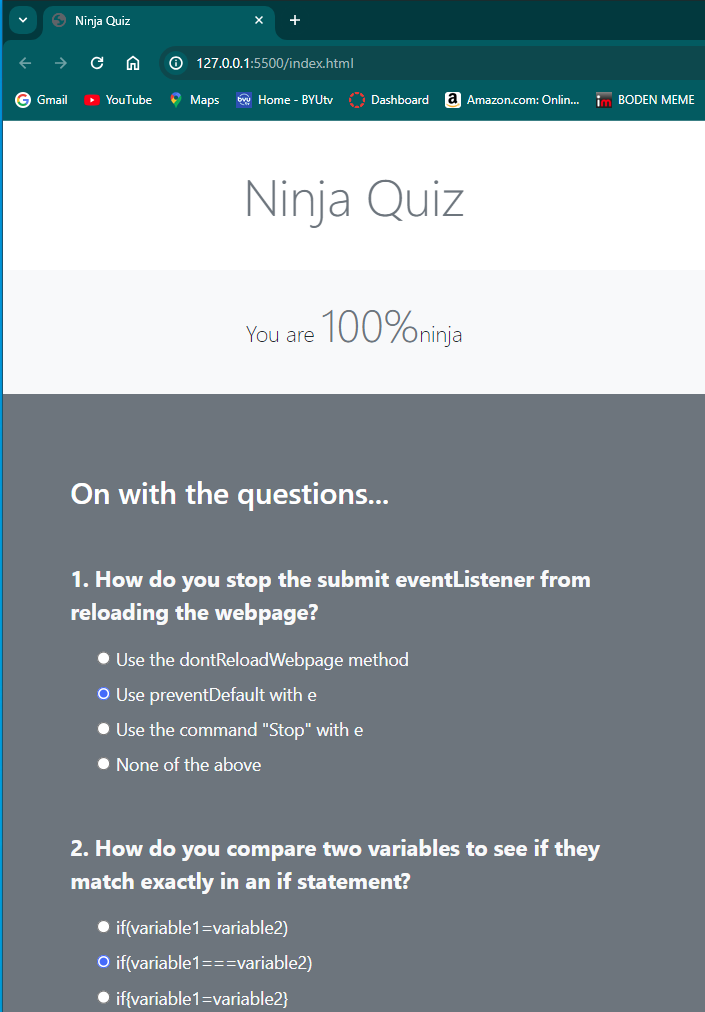 Ninja Quiz
127.0.0.1:5500/index.html
Gmail YouTube Maps byu tv Home - BYUtv Dashboard a Amazon.com: Onlin... im BODEN MEME
Ninja Quiz
You are 100%ninja
On with the questions...
1. How do you stop the submit eventListener from
reloading the webpage?
Use the dontReloadWebpage method
Use preventDefault with e
Use the command "Stop" with e
None of the above
2. How do you compare two variables to see if they
match exactly in an if statement?
if(variable1=variable2)
if(variable1===variable2)
if{variable1=variable2}